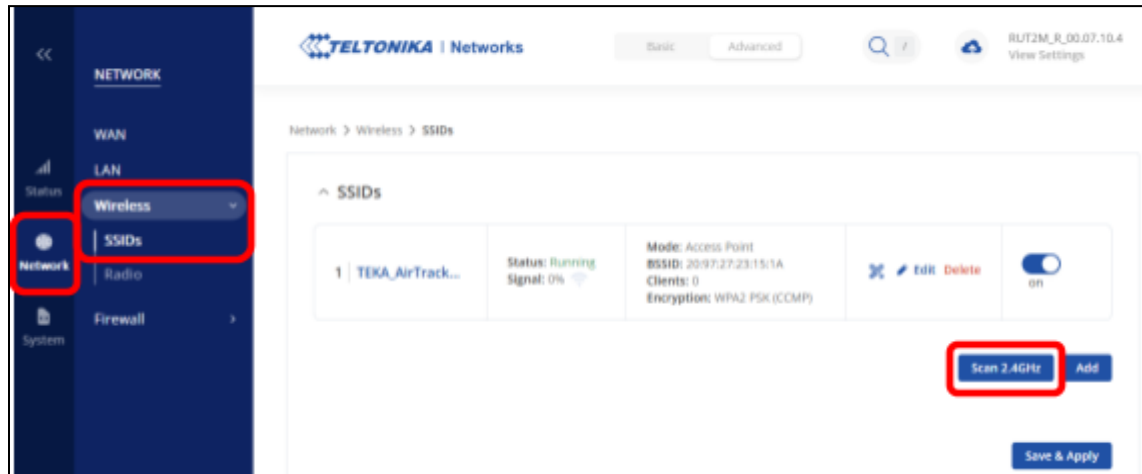 TELTONIKA | Networks
Basic
Advanced
/
RUT2M_R_00.07.10.4
View Settings
NETWORK
WAN
LAN
Wireless
SSIDs
Radio
Firewall
Status
Network
System
Network > Wireless > SSIDs
SSIDs
1 TEKA_AirTrack...
Status: Running
Signal: 0%
Mode: Access Point
BSSID: 20:97:27:23:15:1A
Clients: 0
Encryption: WPA2 PSK (CCMP)
Edit Delete
on
Scan 2.4GHz
Add
Save & Apply